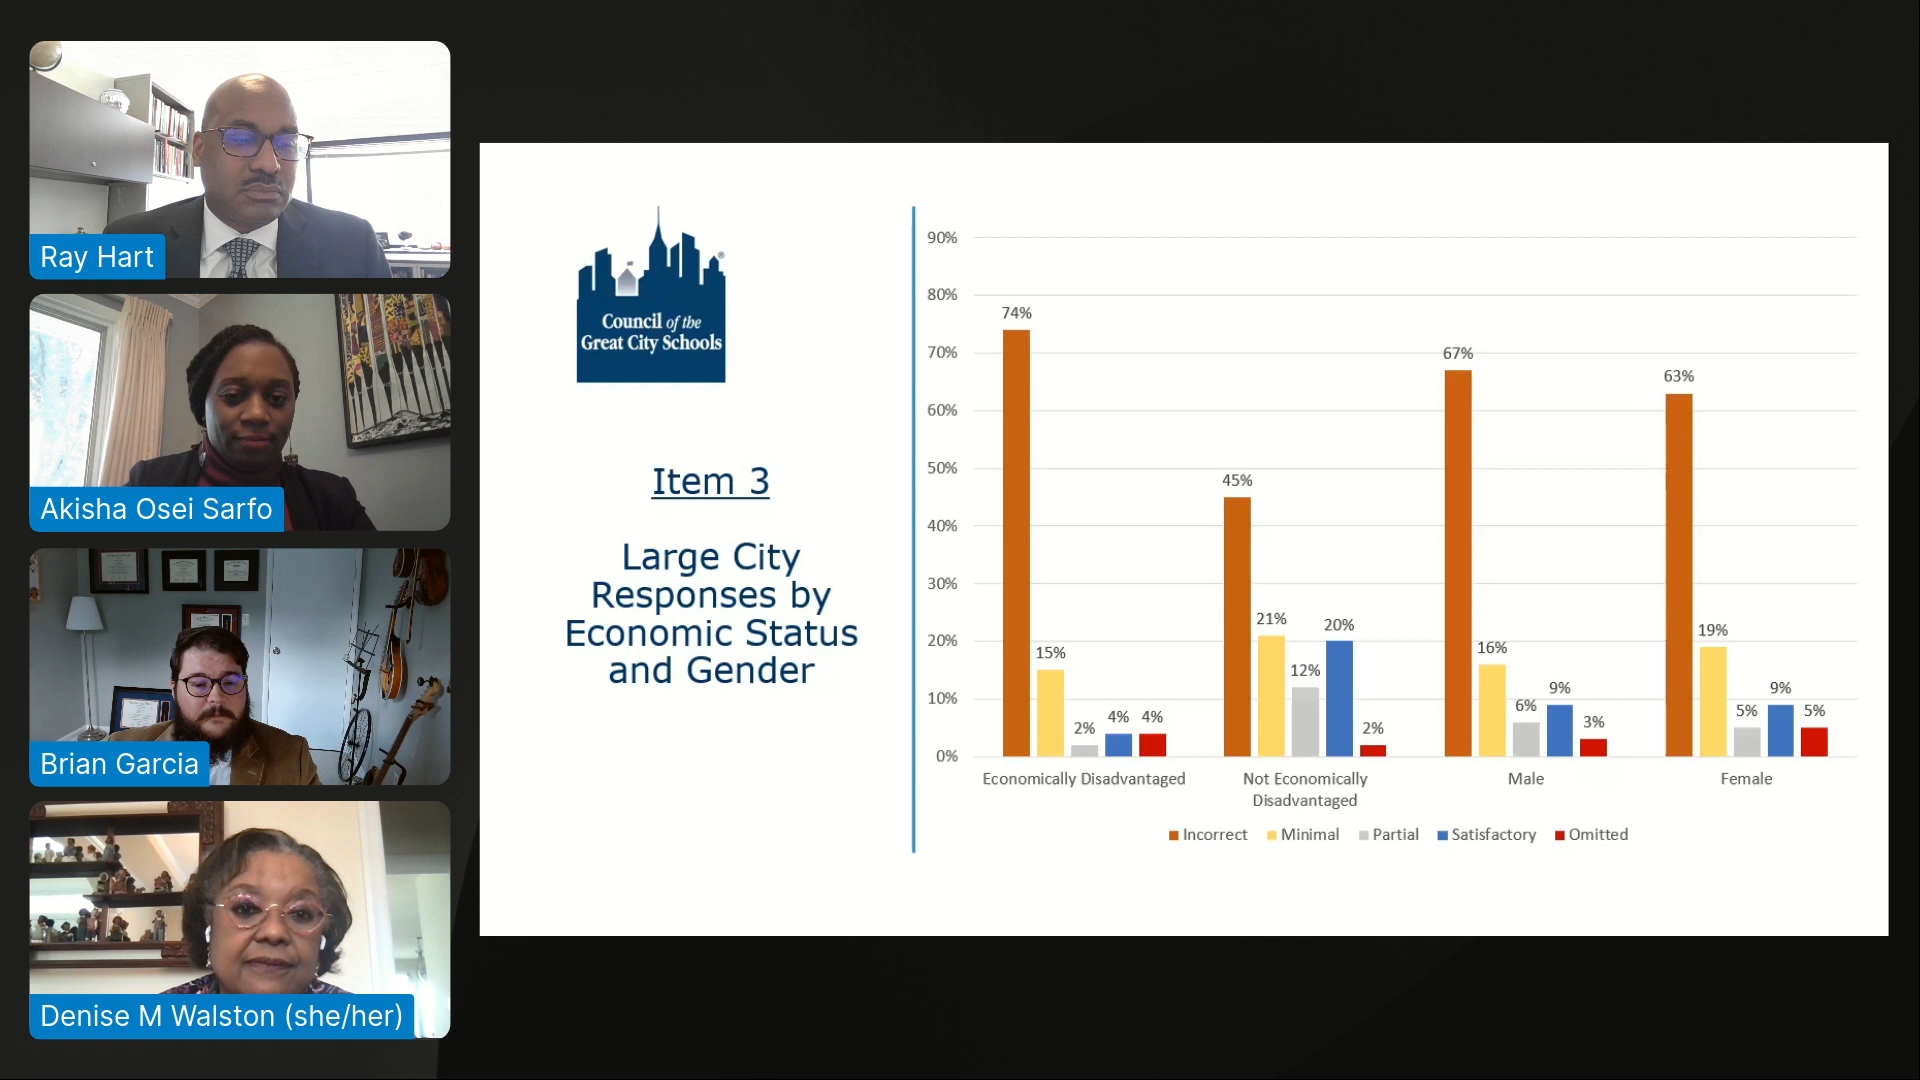 Ray Hart
Akisha Osei Sarfo
Brian Garcia
Denise M Walston (she/her)
Council of the
Great City Schools
®
Item 3
Large City
Responses by
Economic Status
and Gender
90%
80%
70%
60%
50%
40%
30%
20%
10%
0%
74%
15%
2%
4%
4%
45%
21%
12%
20%
2%
67%
16%
6%
9%
3%
63%
19%
5%
9%
5%
Economically Disadvantaged
Not Economically
Disadvantaged
Male
Female
Incorrect
Minimal
Partial
Satisfactory
Omitted